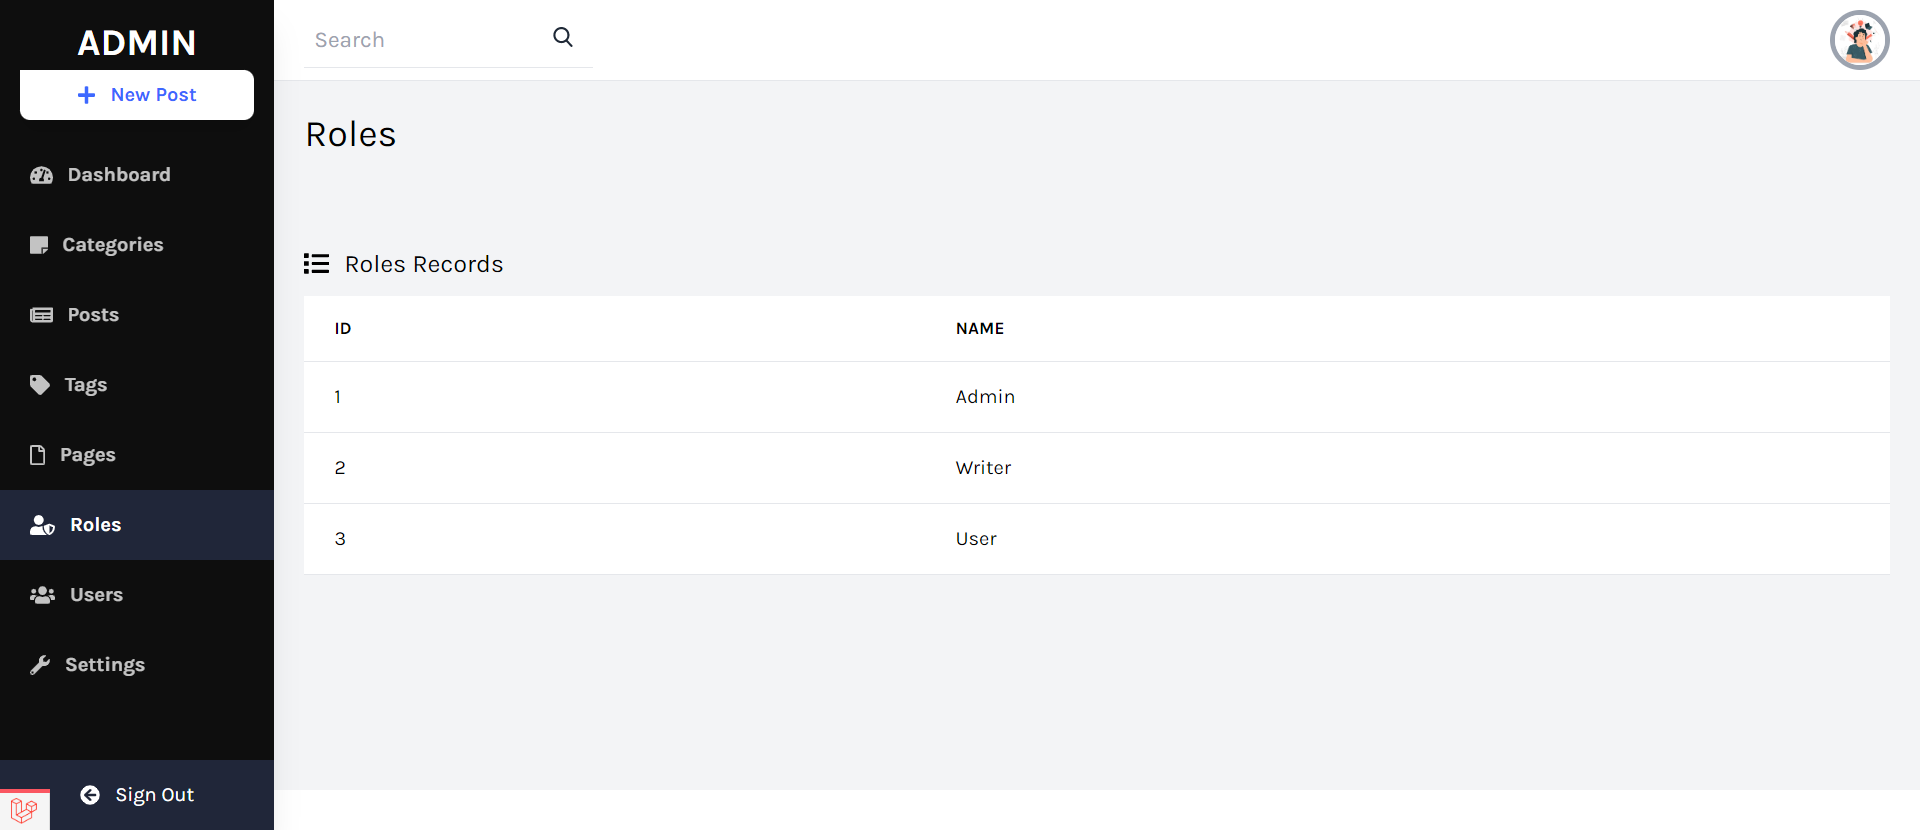 ADMIN
New Post
Dashboard
Categories
Posts
Tags
Pages
Roles
Users
Settings
Sign Out
Search
Roles
Roles Records
ID NAME
1 Admin
2 Writer
3 User